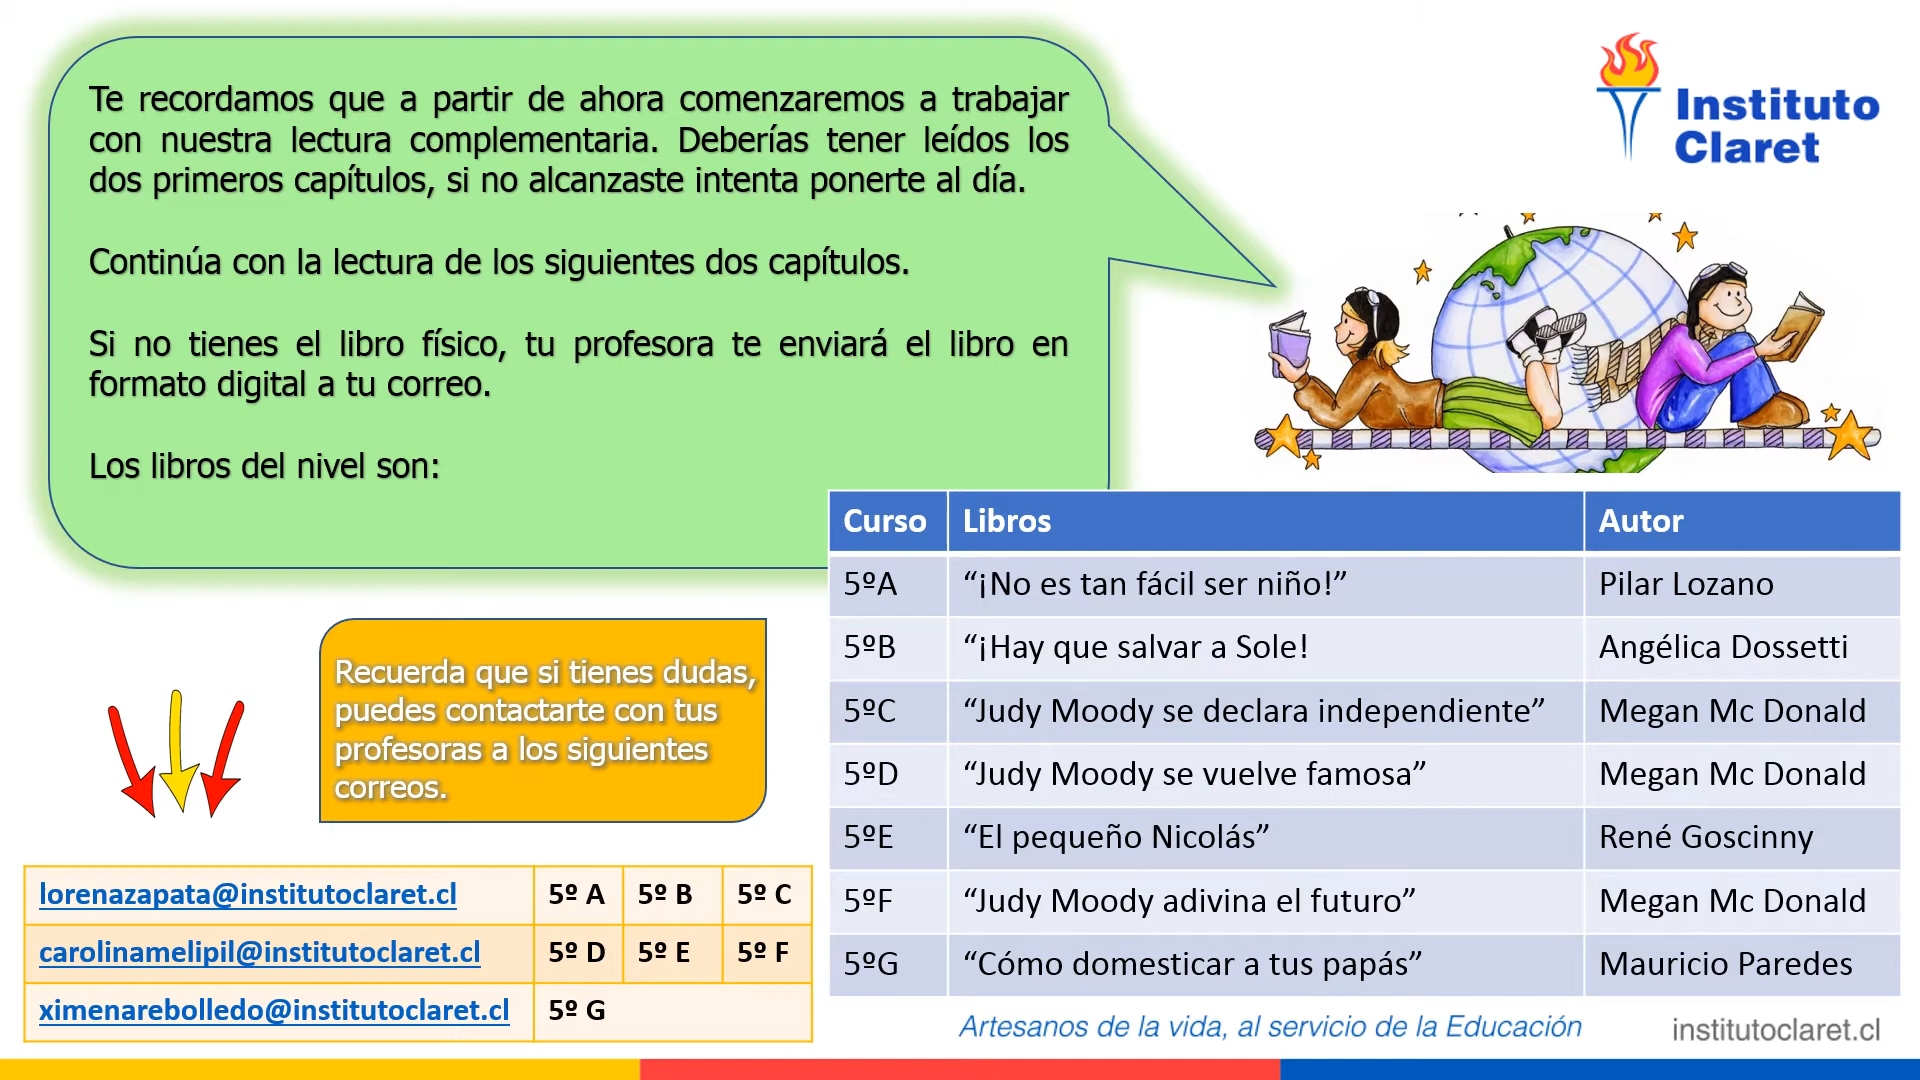 Te recordamos que a partir de ahora comenzaremos a trabajar
con nuestra lectura complementaria. Deberías tener leídos los
dos primeros capítulos, si no alcanzaste intenta ponerte al día.
Continúa con la lectura de los siguientes dos capítulos.
Si no tienes el libro físico, tu profesora te enviará el libro en
formato digital a tu correo.
Los libros del nivel son:
Instituto
Claret
Curso Libros Autor
5ºA “¡No es tan fácil ser niño!” Pilar Lozano
5ºB “¡Hay que salvar a Sole! Angélica Dossetti
5ºC “Judy Moody se declara independiente” Megan Mc Donald
5ºD “Judy Moody se vuelve famosa” Megan Mc Donald
5ºE “El pequeño Nicolás” René Goscinny
5ºF “Judy Moody adivina el futuro” Megan Mc Donald
5ºG “Cómo domesticar a tus papás” Mauricio Paredes
Recuerda que si tienes dudas,
puedes contactarte con tus
profesoras a los siguientes
correos.
lorenazapata@institutoclaret.cl 5º A 5º B 5º C
carolinamelipil@institutoclaret.cl 5º D 5º E 5º F
ximenarebolledo@institutoclaret.cl 5º G
Artesanos de la vida, al servicio de la Educación
institutoclaret.cl